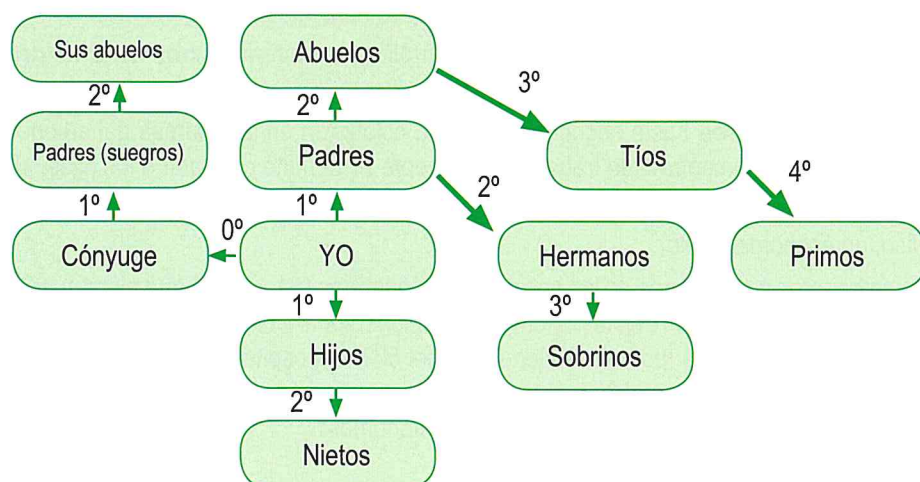 Sus abuelos
Abuelos
3º
2º
2º
Padres (suegros)
Padres
Tíos
4º
1º
1º
2º
0º
Cónyuge
YO
Hermanos
Primos
1º
3º
Hijos
Sobrinos
2º
Nietos